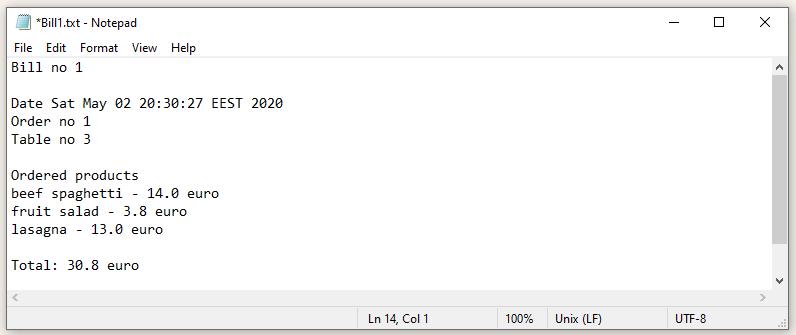 *Bill1.txt - Notepad
File Edit Format View Help
Bill no 1
Date Sat May 02 20:30:27 EEST 2020
Order no 1
Table no 3
Ordered products
beef spaghetti - 14.0 euro
fruit salad - 3.8 euro
lasagna - 13.0 euro
Total: 30.8 euro
Ln 14, Col 1 100% Unix (LF) UTF-8